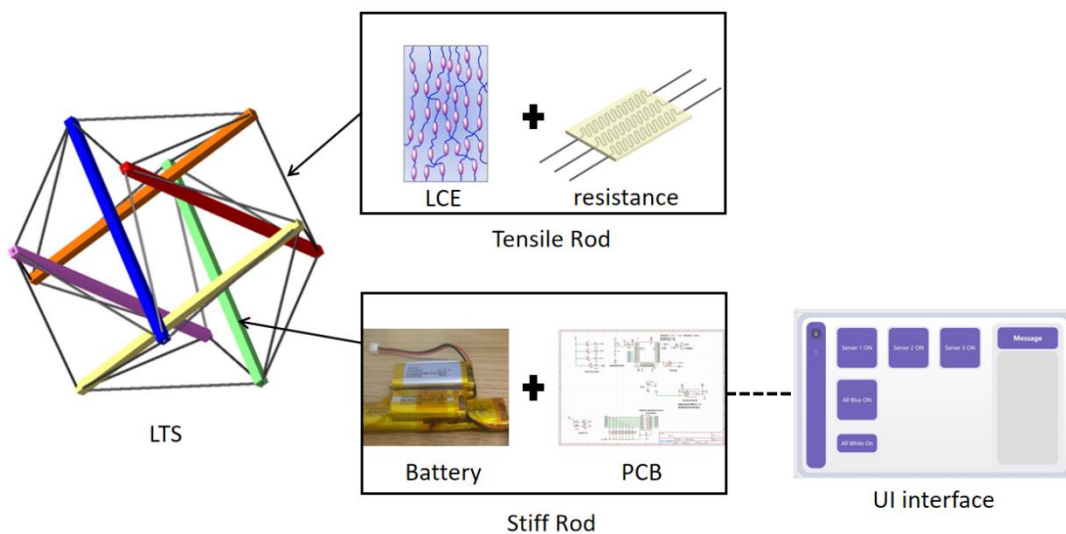 LCE
resistance
Tensile Rod
LTS
Battery
PCB
Stiff Rod
Server 1 ON
Server 2 ON
Server 3 ON
Message
All Blue ON
All White On
UI interface